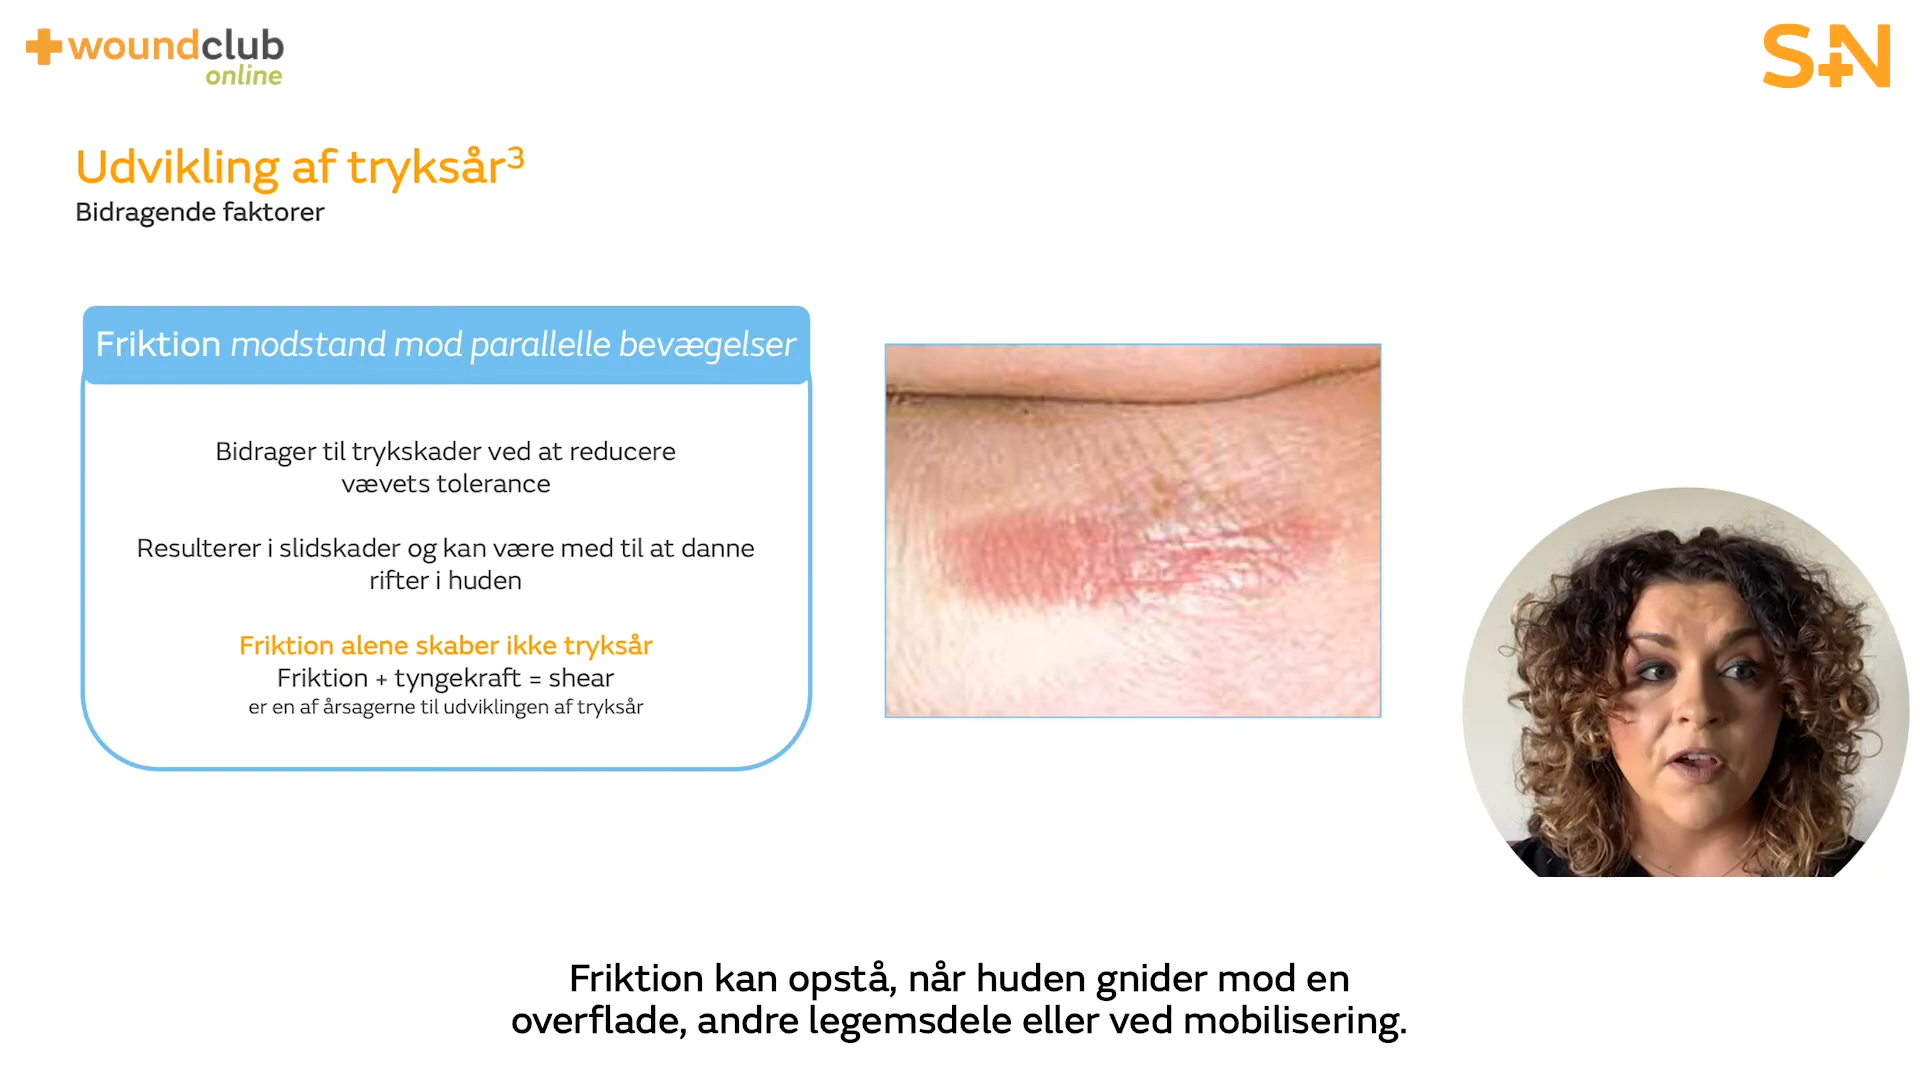 woundclub
online
S+N
Udvikling af tryksår³
Bidragende faktorer
Friktion modstand mod parallelle bevægelser
Bidrager til trykskader ved at reducere
vævets tolerance
Resulterer i slidskader og kan være med til at danne
rifter i huden
Friktion alene skaber ikke tryksår
Friktion + tyngekraft = shear
er en af årsagerne til udviklingen af tryksår
Friktion kan opstå, når huden gnider mod en
overflade, andre legemsdele eller ved mobilisering.